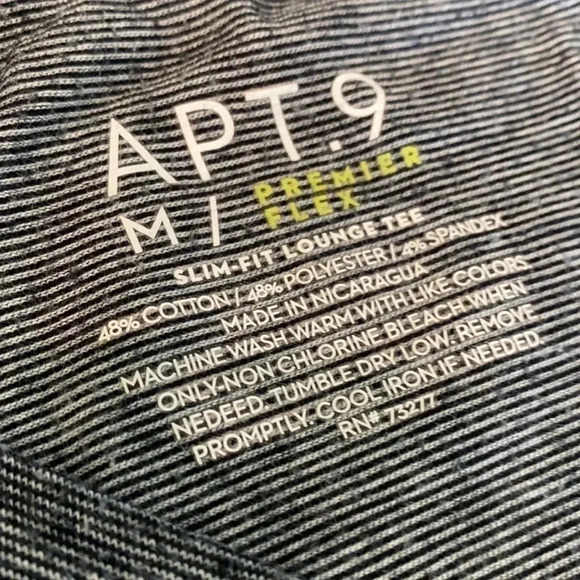 APT.9
M / PREMIER
FLEX
SLIM-FIT LOUNGE TEE
48% COTTON / 48% POLYESTER / 4% SPANDEX
MADE IN NICARAGUA
MACHINE WASH WARM WITH LIKE COLORS.
ONLY NON CHLORINE BLEACH WHEN
NEDEED. TUMBLE DRY LOW. REMOVE
PROMPTLY. COOL IRON IF NEEDED.
RN# 73277